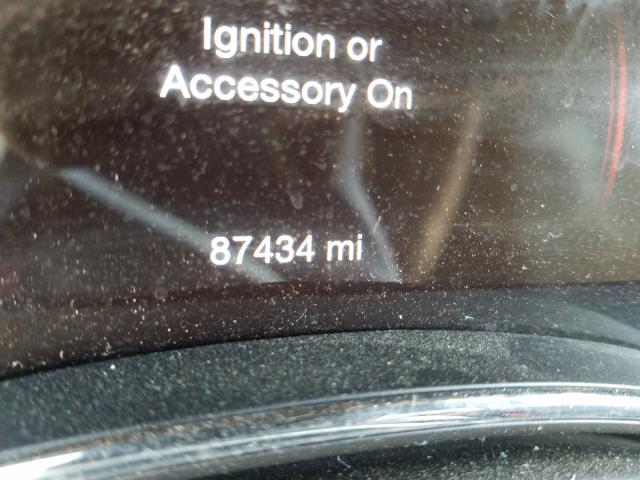 Ignition or
Accessory On
87434 mi